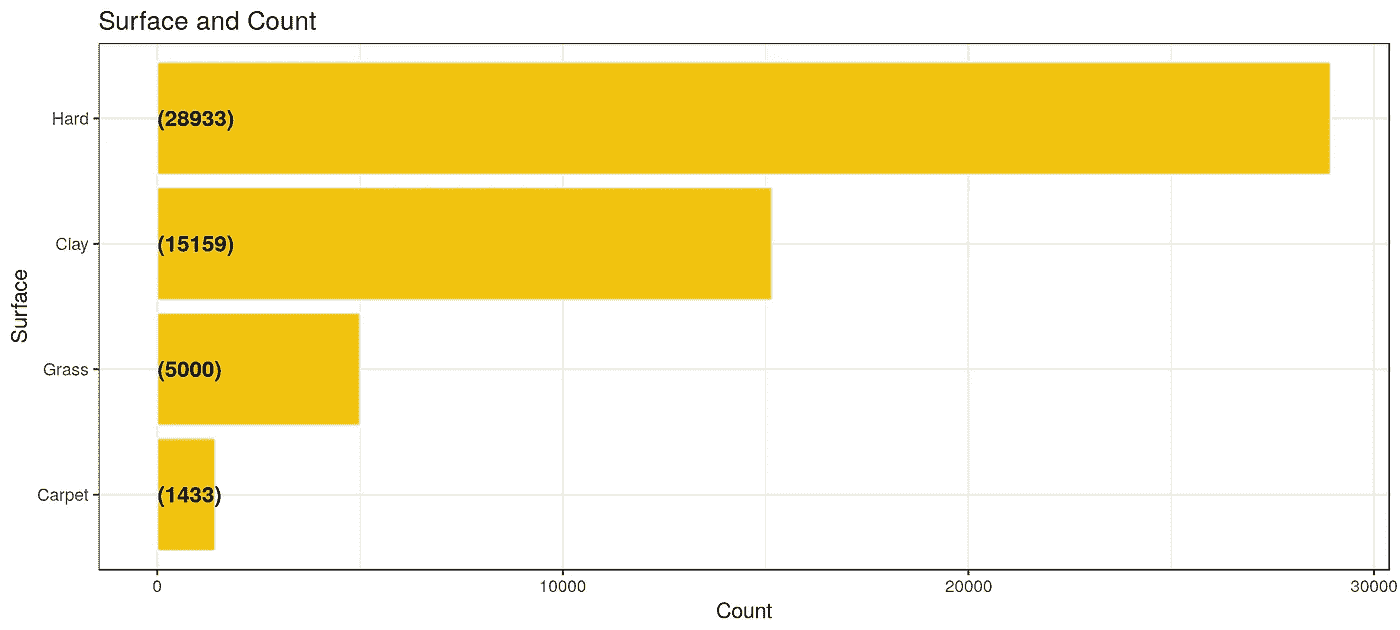 Surface and Count
Hard
(28933)
Clay
(15159)
Grass
(5000)
Carpet
(1433)
Surface
0
10000
20000
30000
Count